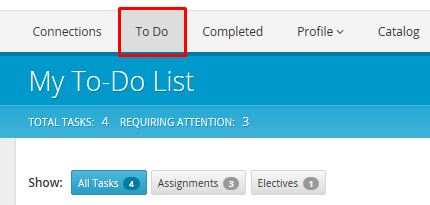 Connections To Do Completed Profile Catalog
My To-Do List
TOTAL TASKS: 4 REQUIRING ATTENTION: 3
Show: All Tasks 4 Assignments 3 Electives 1